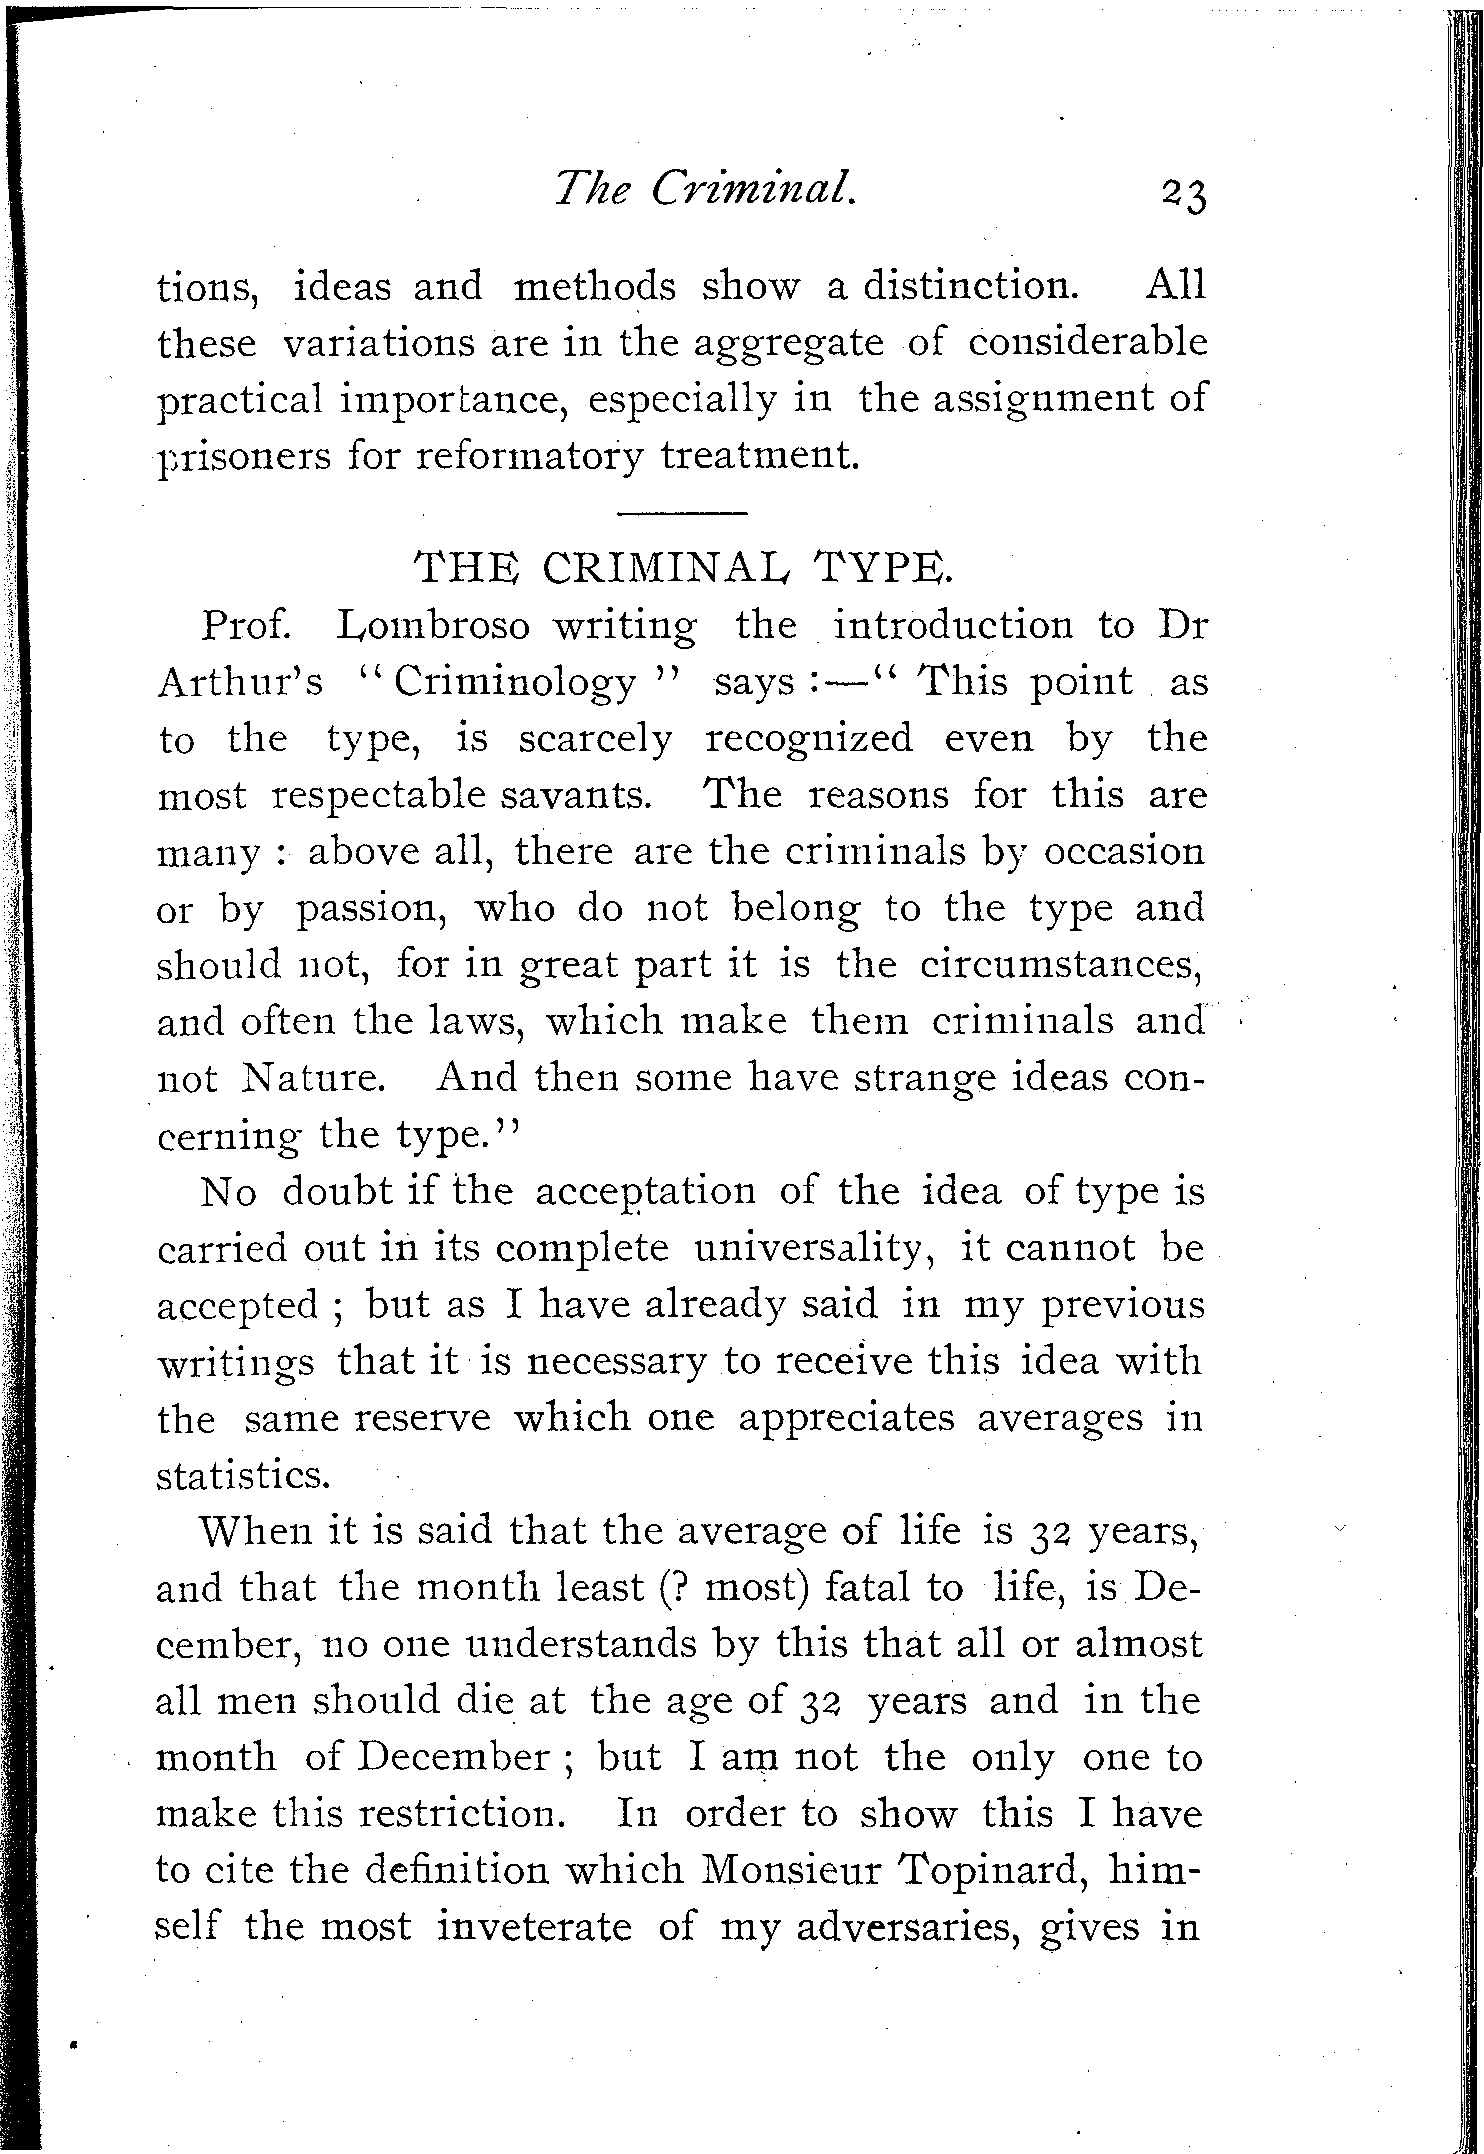 The Criminal. 23
tions, ideas and methods show a distinction. All
these variations are in the aggregate of considerable
practical importance, especially in the assignment of
prisoners for reformatory treatment.
THE CRIMINAL TYPE.
Prof. Lombroso writing the introduction to Dr
Arthur's “ Criminology ” says :—“ This point as
to the type, is scarcely recognized even by the
most respectable savants. The reasons for this are
many : above all, there are the criminals by occasion
or by passion, who do not belong to the type and
should not, for in great part it is the circumstances,
and often the laws, which make them criminals and
not Nature. And then some have strange ideas con-
cerning the type.”
No doubt if the acceptation of the idea of type is
carried out in its complete universality, it cannot be
accepted ; but as I have already said in my previous
writings that it is necessary to receive this idea with
the same reserve which one appreciates averages in
statistics.
When it is said that the average of life is 32 years,
and that the month least (? most) fatal to life, is De-
cember, no one understands by this that all or almost
all men should die at the age of 32 years and in the
month of December ; but I am not the only one to
make this restriction. In order to show this I have
to cite the definition which Monsieur Topinard, him-
self the most inveterate of my adversaries, gives in